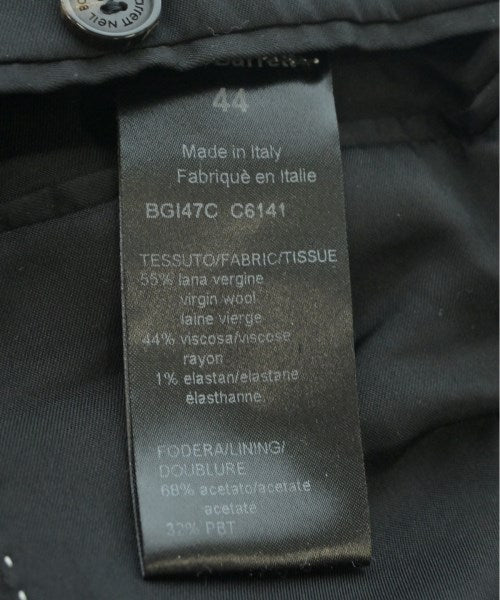 Barrett
44
Made in Italy
Fabriquè en Italie
BGI47C C6141
TESSUTO/FABRIC/TISSUE
55% lana vergine
virgin wool
laine vierge
44% viscosa/viscose
rayon
1% elastan/elastane
élasthanne
FODERA/LINING/
DOUBLURE
68% acetato/acetate
acetate
32% PBT